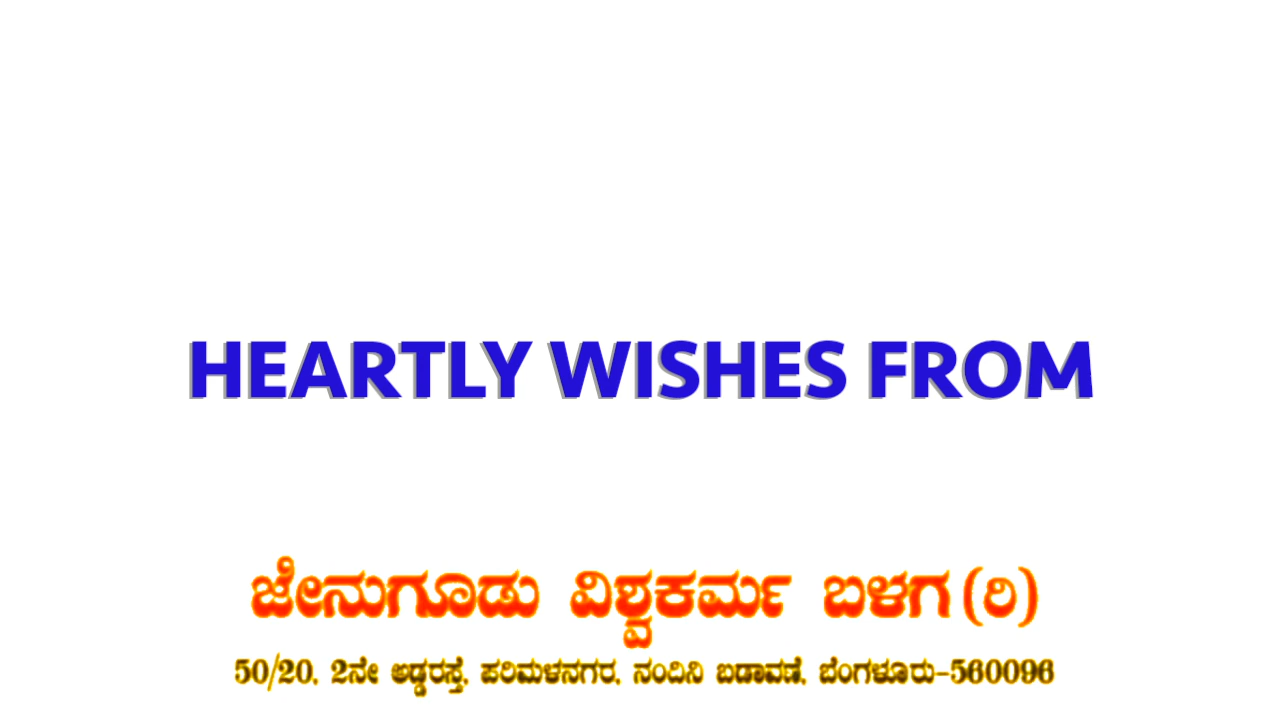 HEARTLY WISHES FROM
ಜೇನುಗೂಡು ವಿಶ್ವಕರ್ಮ ಬಳಗ (ರಿ)
50/20, 2ನೇ ಅಡ್ಡರಸ್ತೆ, ಪರಿಮಳನಗರ, ನಂದಿನಿ ಬಡಾವಣೆ, ಬೆಂಗಳೂರು-560096